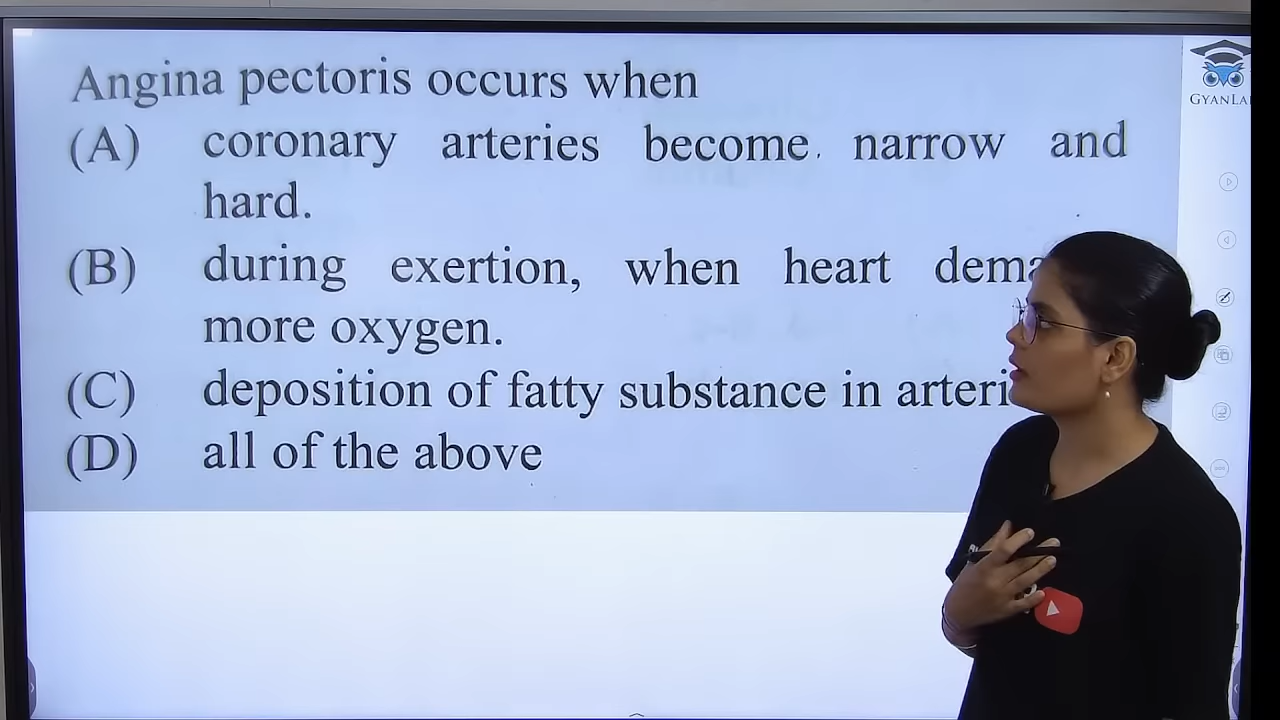 Angina pectoris occurs when
(A) coronary arteries become narrow and
hard.
(B) during exertion, when heart
more oxygen.
(C) deposition of fatty substance in
(D) all of the above